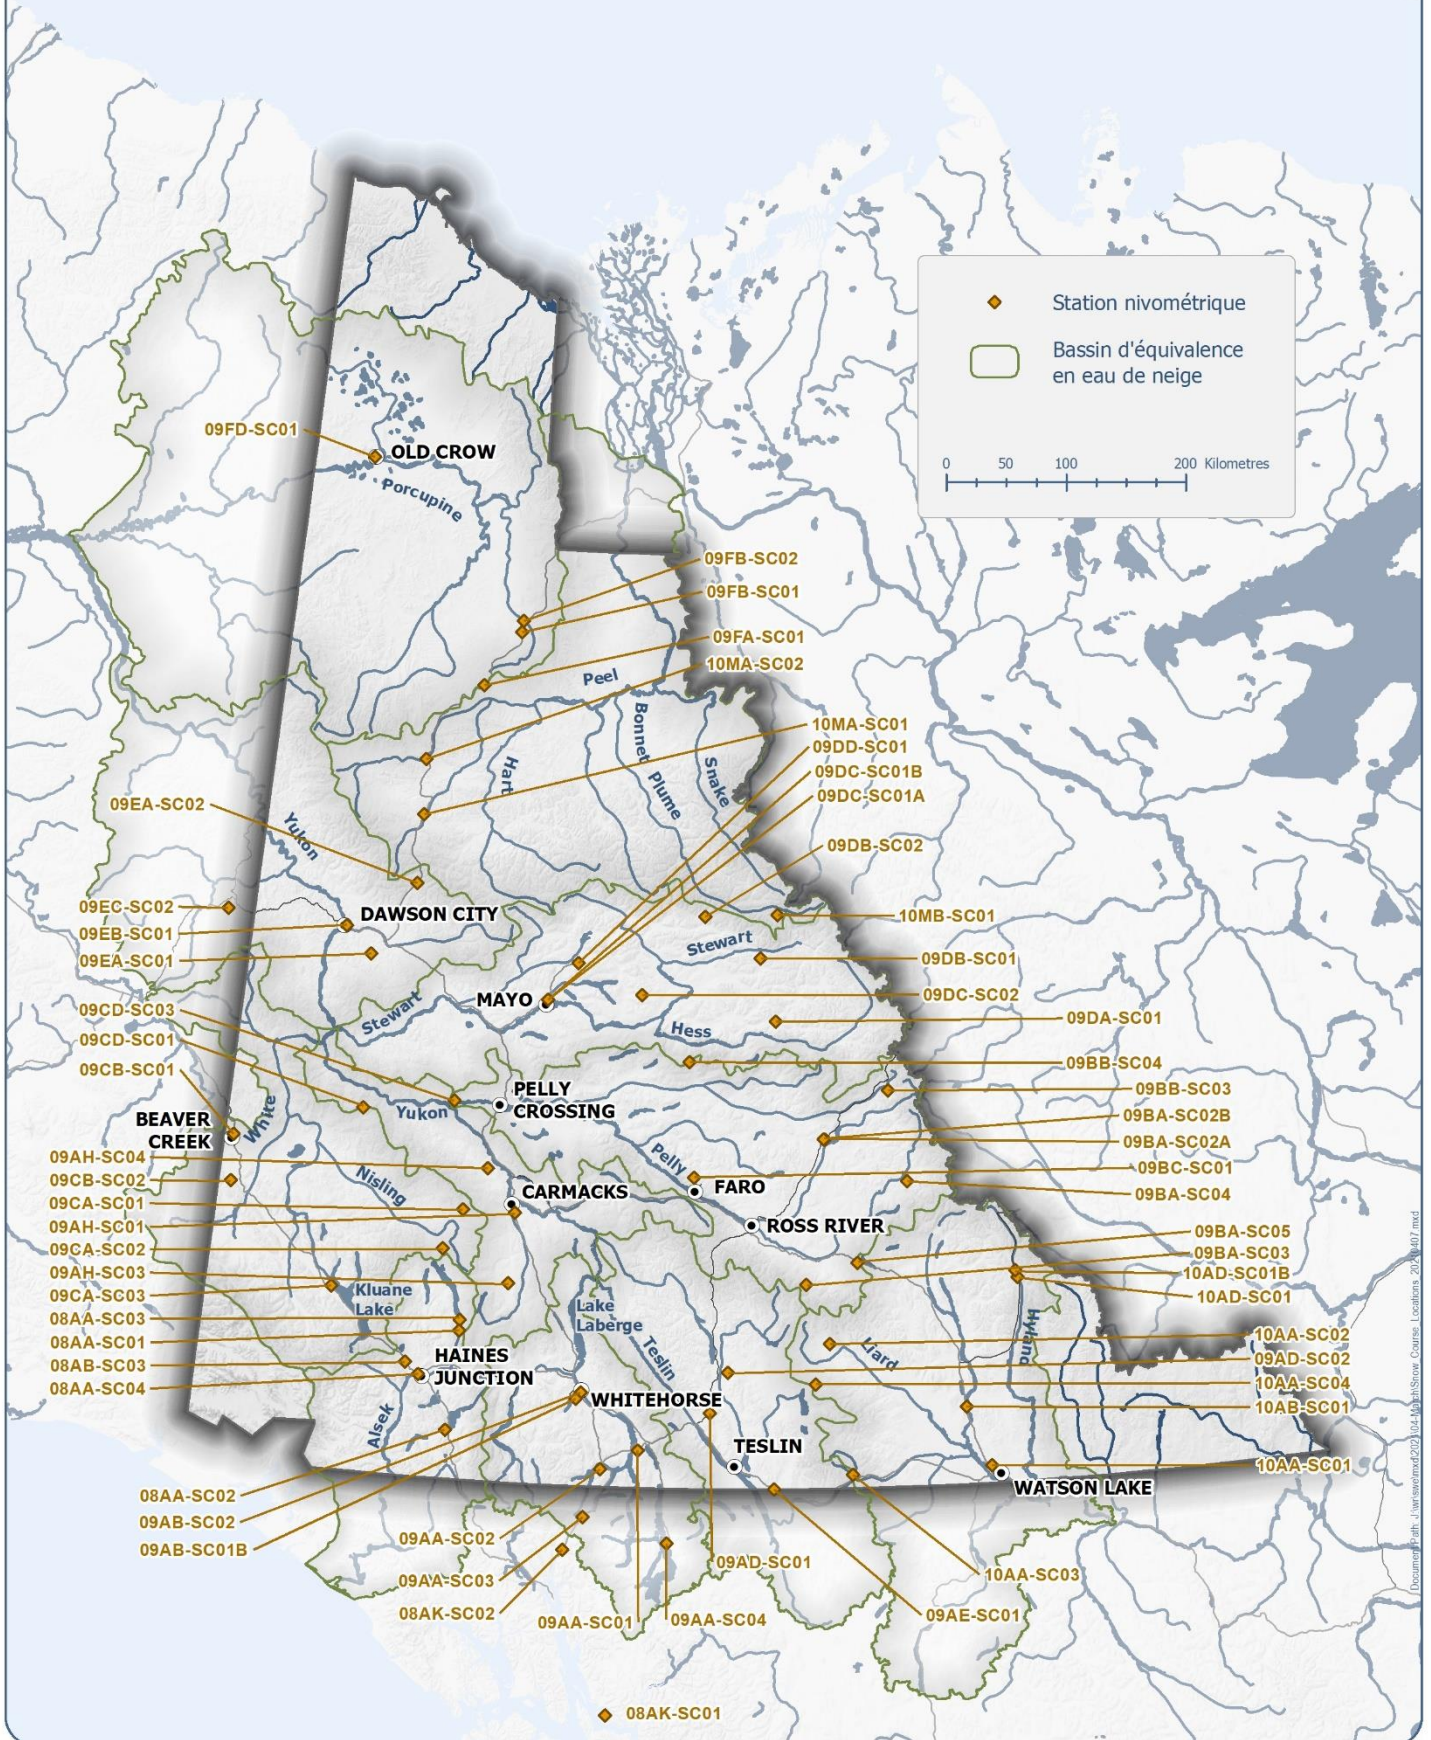 Station nivométrique
Bassin d'équivalence
en eau de neige
0 50 100 200 Kilometres
09FD-SC01
OLD CROW
Porcupine
09FB-SC02
09FB-SC01
09FA-SC01
10MA-SC02
Peel
10MA-SC01
09DD-SC01
09DC-SC01B
09DC-SC01A
Bonnet Plume
Snake
Hart
09EA-SC02
Yukon
09DB-SC02
09EC-SC02
DAWSON CITY
10MB-SC01
09EB-SC01
Stewart
09EA-SC01
09DB-SC01
MAYO
09DC-SC02
09CD-SC03
Stewart
Hess
09DA-SC01
09CD-SC01
09CB-SC01
09BB-SC04
PELLY
CROSSING
09BB-SC03
Yukon
BEAVER
CREEK
White
09BA-SC02B
09BA-SC02A
09AH-SC04
Pelly
09BC-SC01
09CB-SC02
Nisling
FARO
CARMACKS
09BA-SC04
09CA-SC01
09AH-SC01
ROSS RIVER
09CA-SC02
09BA-SC05
09BA-SC03
09AH-SC03
10AD-SC01B
09CA-SC03
Kluane
Lake
10AD-SC01
08AA-SC03
Lake
Laberge
08AA-SC01
Teslin
Hyland
10AA-SC02
08AB-SC03
HAINES
JUNCTION
Liard
09AD-SC02
08AA-SC04
10AA-SC04
WHITEHORSE
10AB-SC01
Alsek
TESLIN
10AA-SC01
WATSON LAKE
08AA-SC02
09AB-SC02
09AB-SC01B
09AA-SC02
09AD-SC01
10AA-SC03
09AA-SC03
08AK-SC02
09AA-SC01
09AA-SC04
09AE-SC01
08AK-SC01